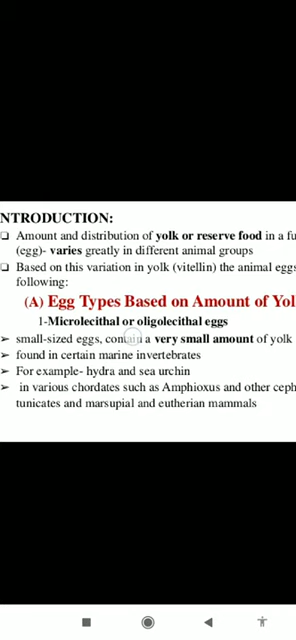 NTRODUCTION:
❑ Amount and distribution of yolk or reserve food in a fu
(egg)- varies greatly in different animal groups
❑ Based on this variation in yolk (vitellin) the animal eggs
following:
(A) Egg Types Based on Amount of Yol
1-Microlecithal or oligolecithal eggs
➢ small-sized eggs, contain a very small amount of yolk
➢ found in certain marine invertebrates
➢ For example- hydra and sea urchin
➢ in various chordates such as Amphioxus and other ceph
tunicates and marsupial and eutherian mammals